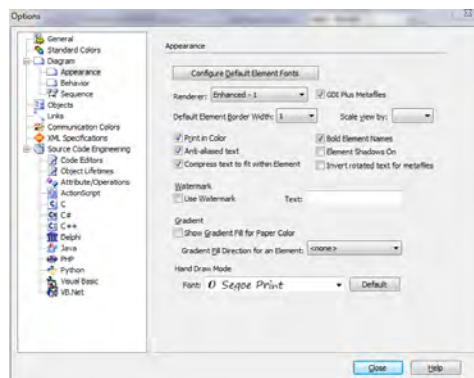 Options
General
Standard Colors
Diagram
Appearance
Behavior
Sequence
Objects
Links
Communication Colors
XML Specifications
Source Code Engineering
Code Editors
Object Lifetimes
Attribute/Operations
ActionScript
C
C#
C++
Delphi
Java
PHP
Python
Visual Basic
VB.Net
Appearance
Configure Default Element Fonts
Renderer: Enhanced - 1 GDI Plus Metafiles
Default Element Border Width: 1 Scale view by:
Print in Color Bold Element Names
Anti-aliased text Element Shadows On
Compress text to fit within Element Invert rotated text for metafiles
Watermark
Use Watermark Text:
Gradient
Show Gradient Fill for Paper Color
Gradient Fill Direction for an Element: <none>
Hand Draw Mode
Font: O Segoe Print Default
Close Help